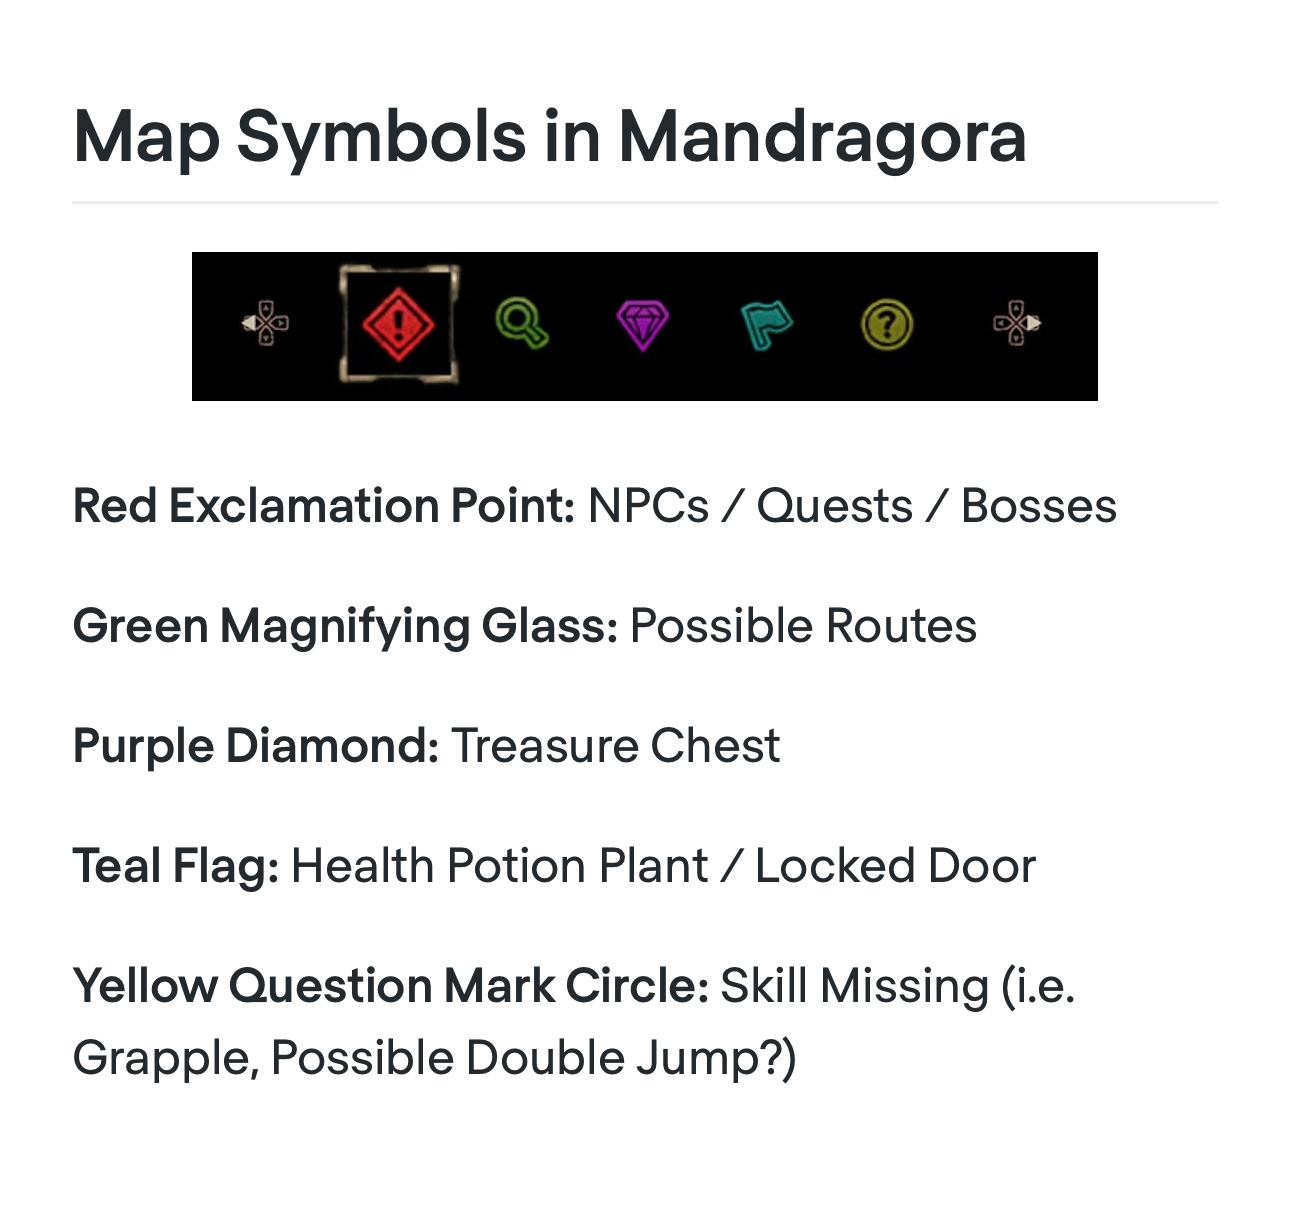 Map Symbols in Mandragora
Red Exclamation Point: NPCs / Quests / Bosses
Green Magnifying Glass: Possible Routes
Purple Diamond: Treasure Chest
Teal Flag: Health Potion Plant / Locked Door
Yellow Question Mark Circle: Skill Missing (i.e.
Grapple, Possible Double Jump?)